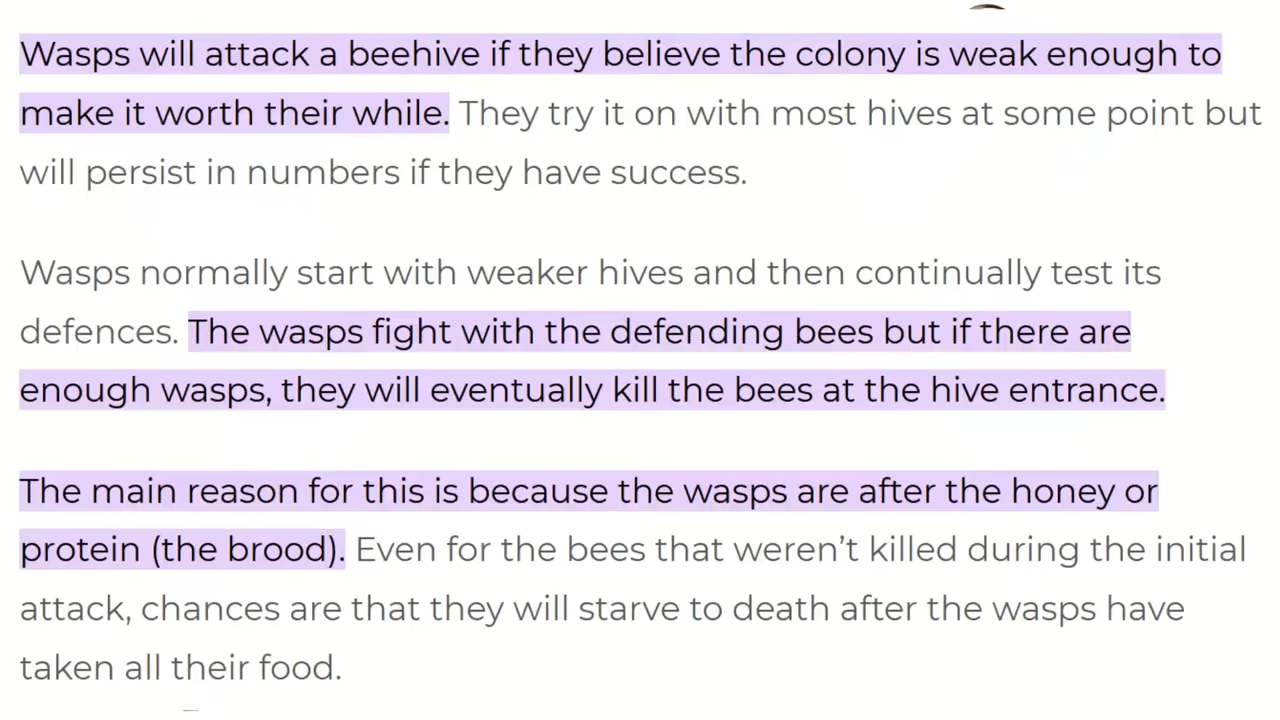 Wasps will attack a beehive if they believe the colony is weak enough to
make it worth their while. They try it on with most hives at some point but
will persist in numbers if they have success.
Wasps normally start with weaker hives and then continually test its
defences. The wasps fight with the defending bees but if there are
enough wasps, they will eventually kill the bees at the hive entrance.
The main reason for this is because the wasps are after the honey or
protein (the brood). Even for the bees that weren’t killed during the initial
attack, chances are that they will starve to death after the wasps have
taken all their food.